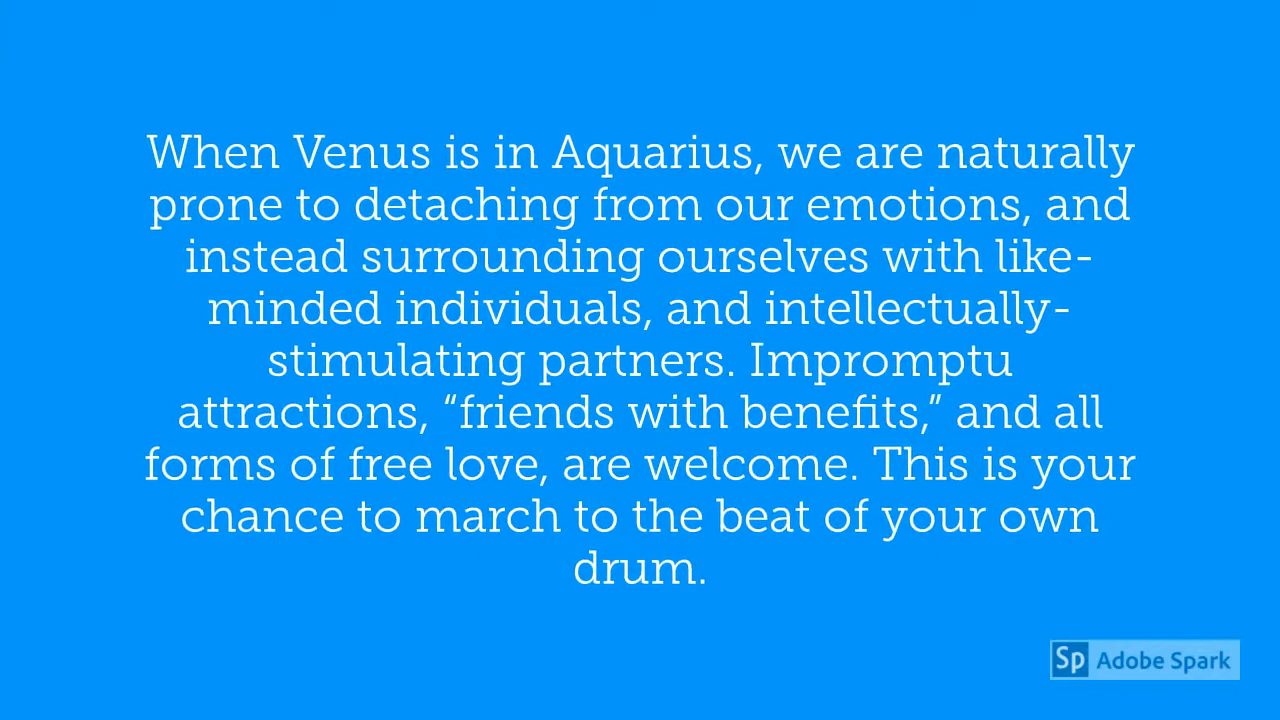 When Venus is in Aquarius, we are naturally
prone to detaching from our emotions, and
instead surrounding ourselves with like-
minded individuals, and intellectually-
stimulating partners. Impromptu
attractions, “friends with benefits,” and all
forms of free love, are welcome. This is your
chance to march to the beat of your own
drum.
Sp Adobe Spark